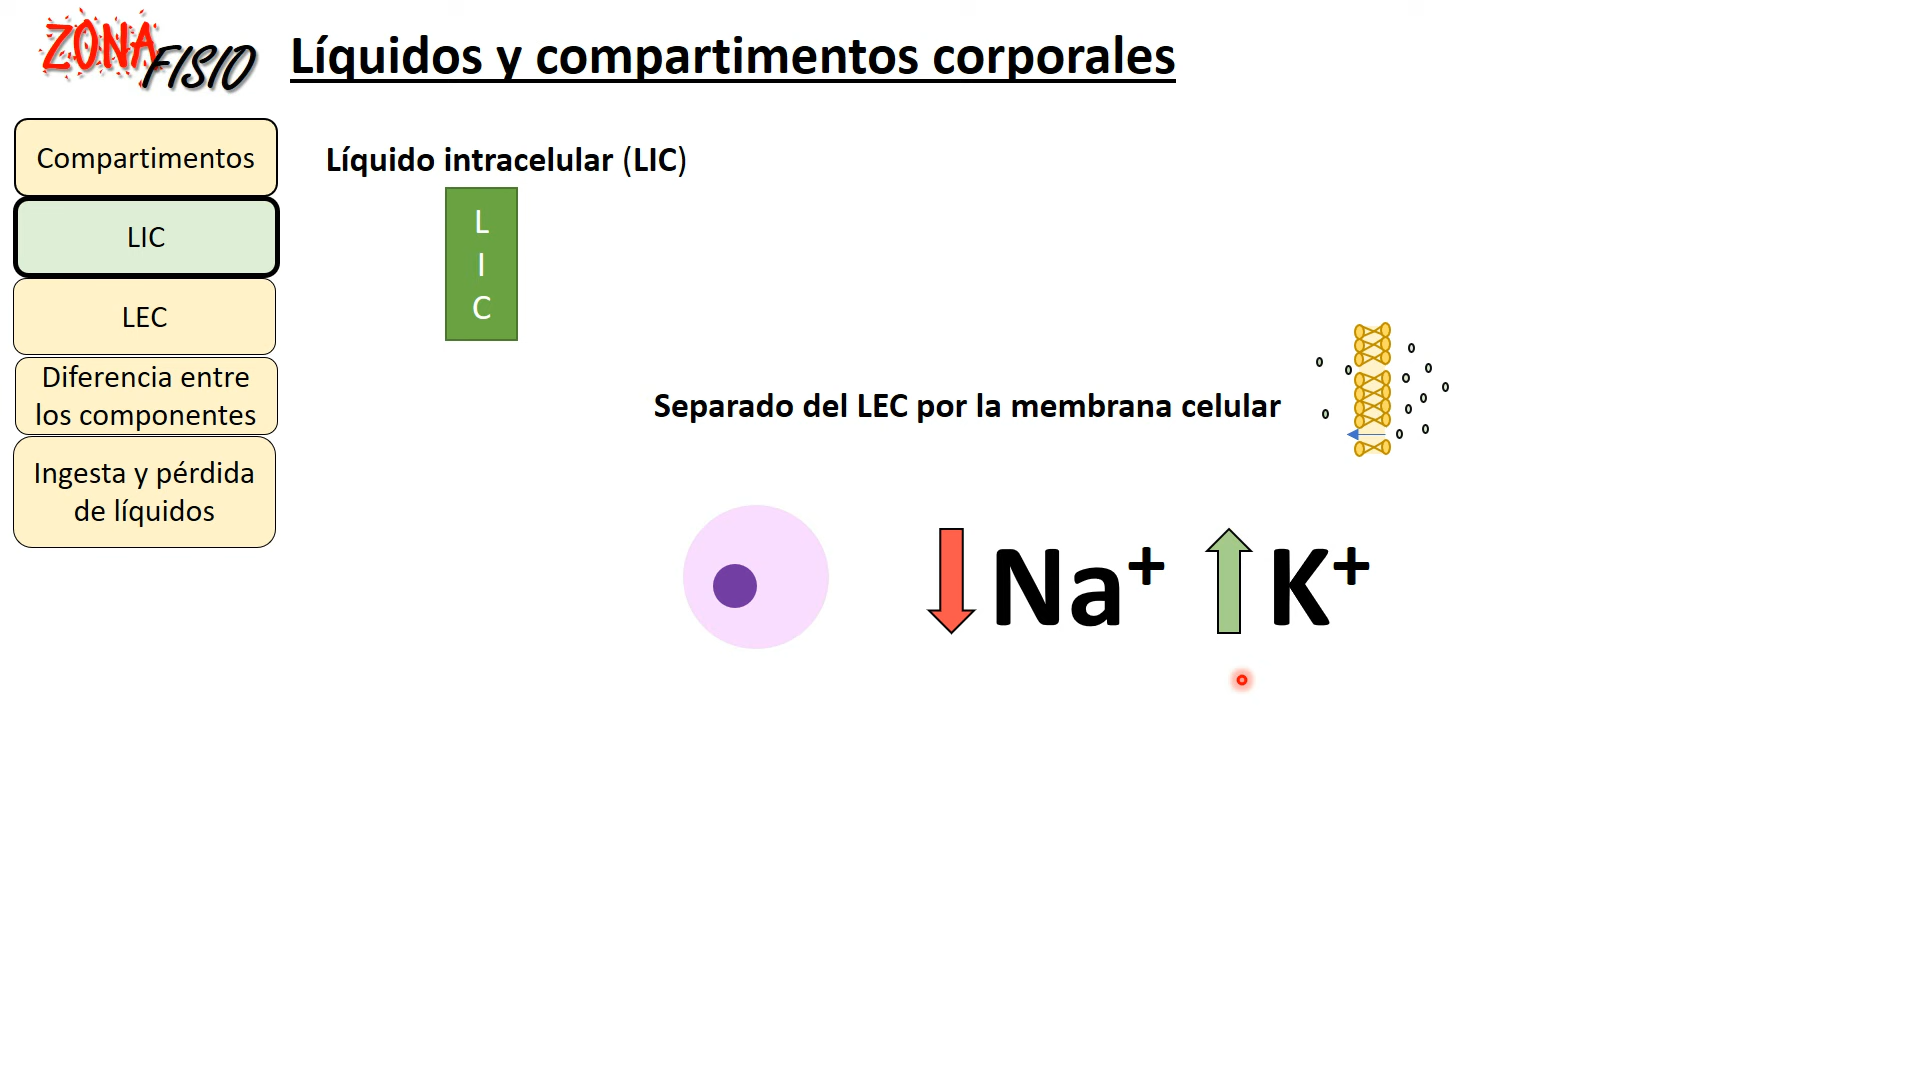 ZONA
FISIO
Líquidos y compartimentos corporales
Compartimentos
LIC
LEC
Diferencia entre
los componentes
Ingesta y pérdida
de líquidos
Líquido intracelular (LIC)
L
I
C
Separado del LEC por la membrana celular
Na⁺ K⁺